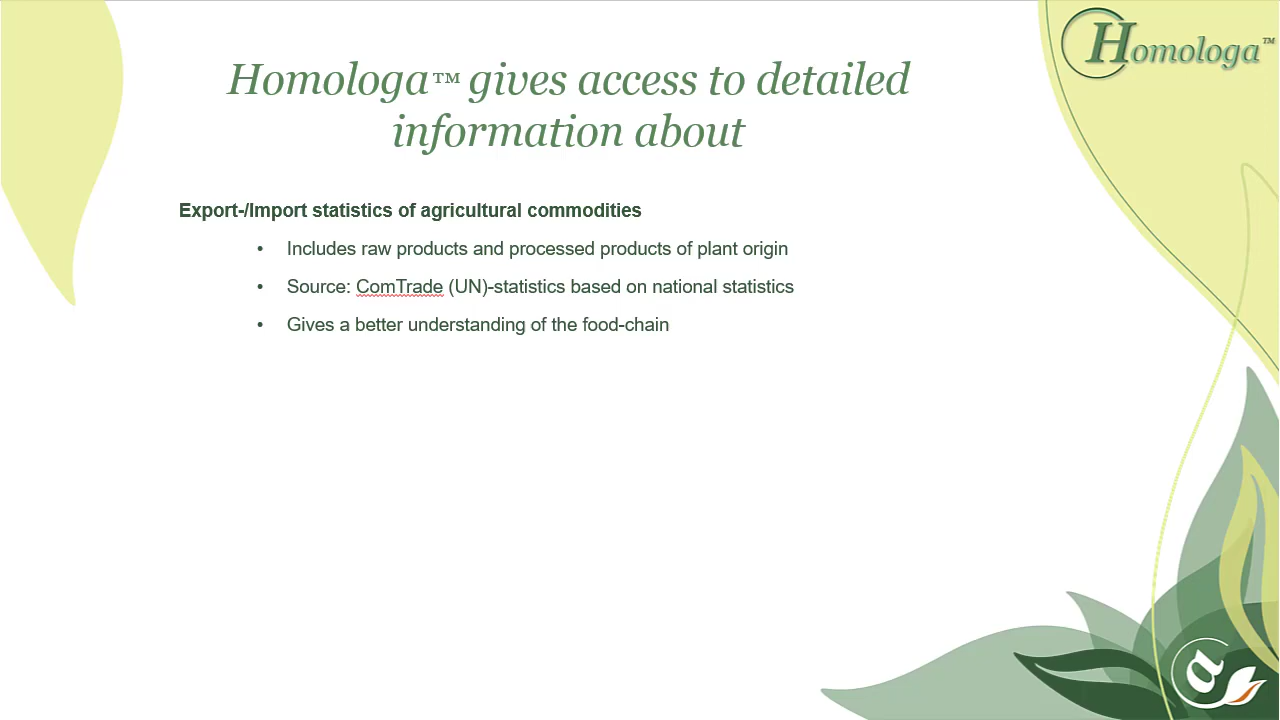 Homologa™
Homologa™ gives access to detailed
information about
Export-/Import statistics of agricultural commodities
• Includes raw products and processed products of plant origin
• Source: ComTrade (UN)-statistics based on national statistics
• Gives a better understanding of the food-chain
a